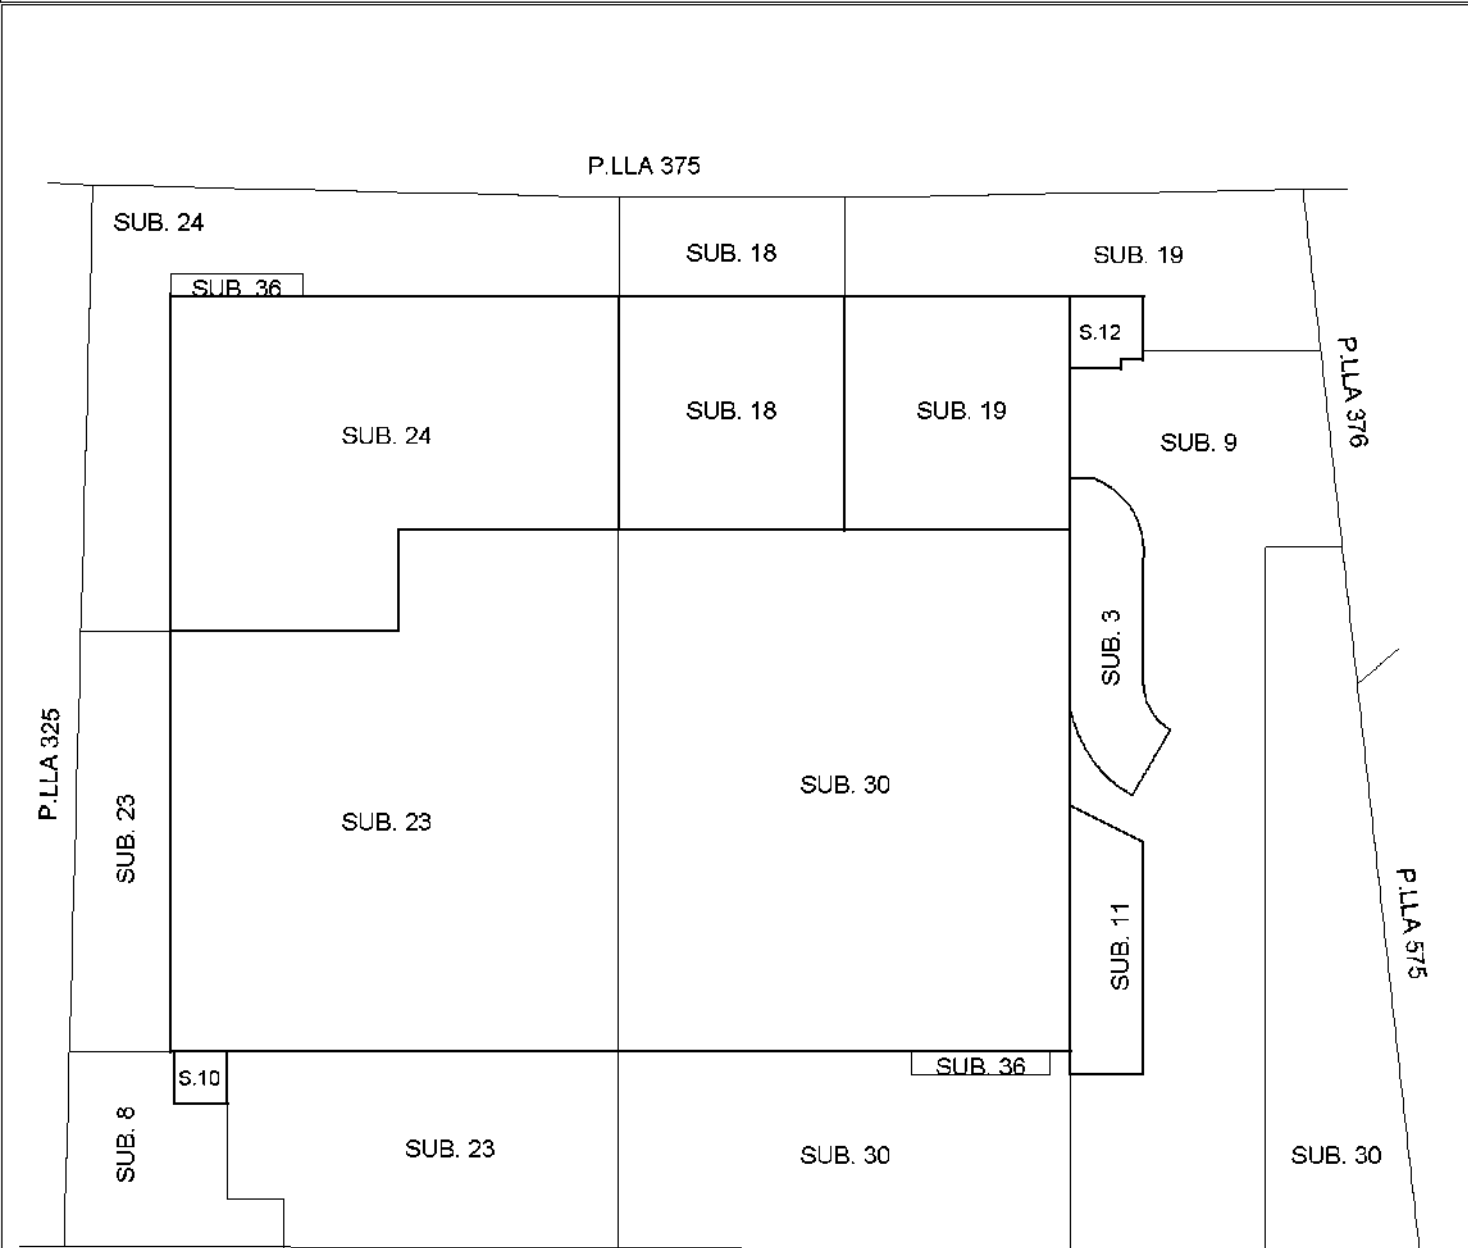 P.LLA 375
SUB. 24
SUB. 18
SUB. 19
SUB. 36
S.12
P.LLA 376
SUB. 24
SUB. 18
SUB. 19
SUB. 9
SUB. 3
P.LLA 325
SUB. 23
SUB. 23
SUB. 30
SUB. 11
P.LLA 575
S.10
SUB. 36
SUB. 8
SUB. 23
SUB. 30
SUB. 30